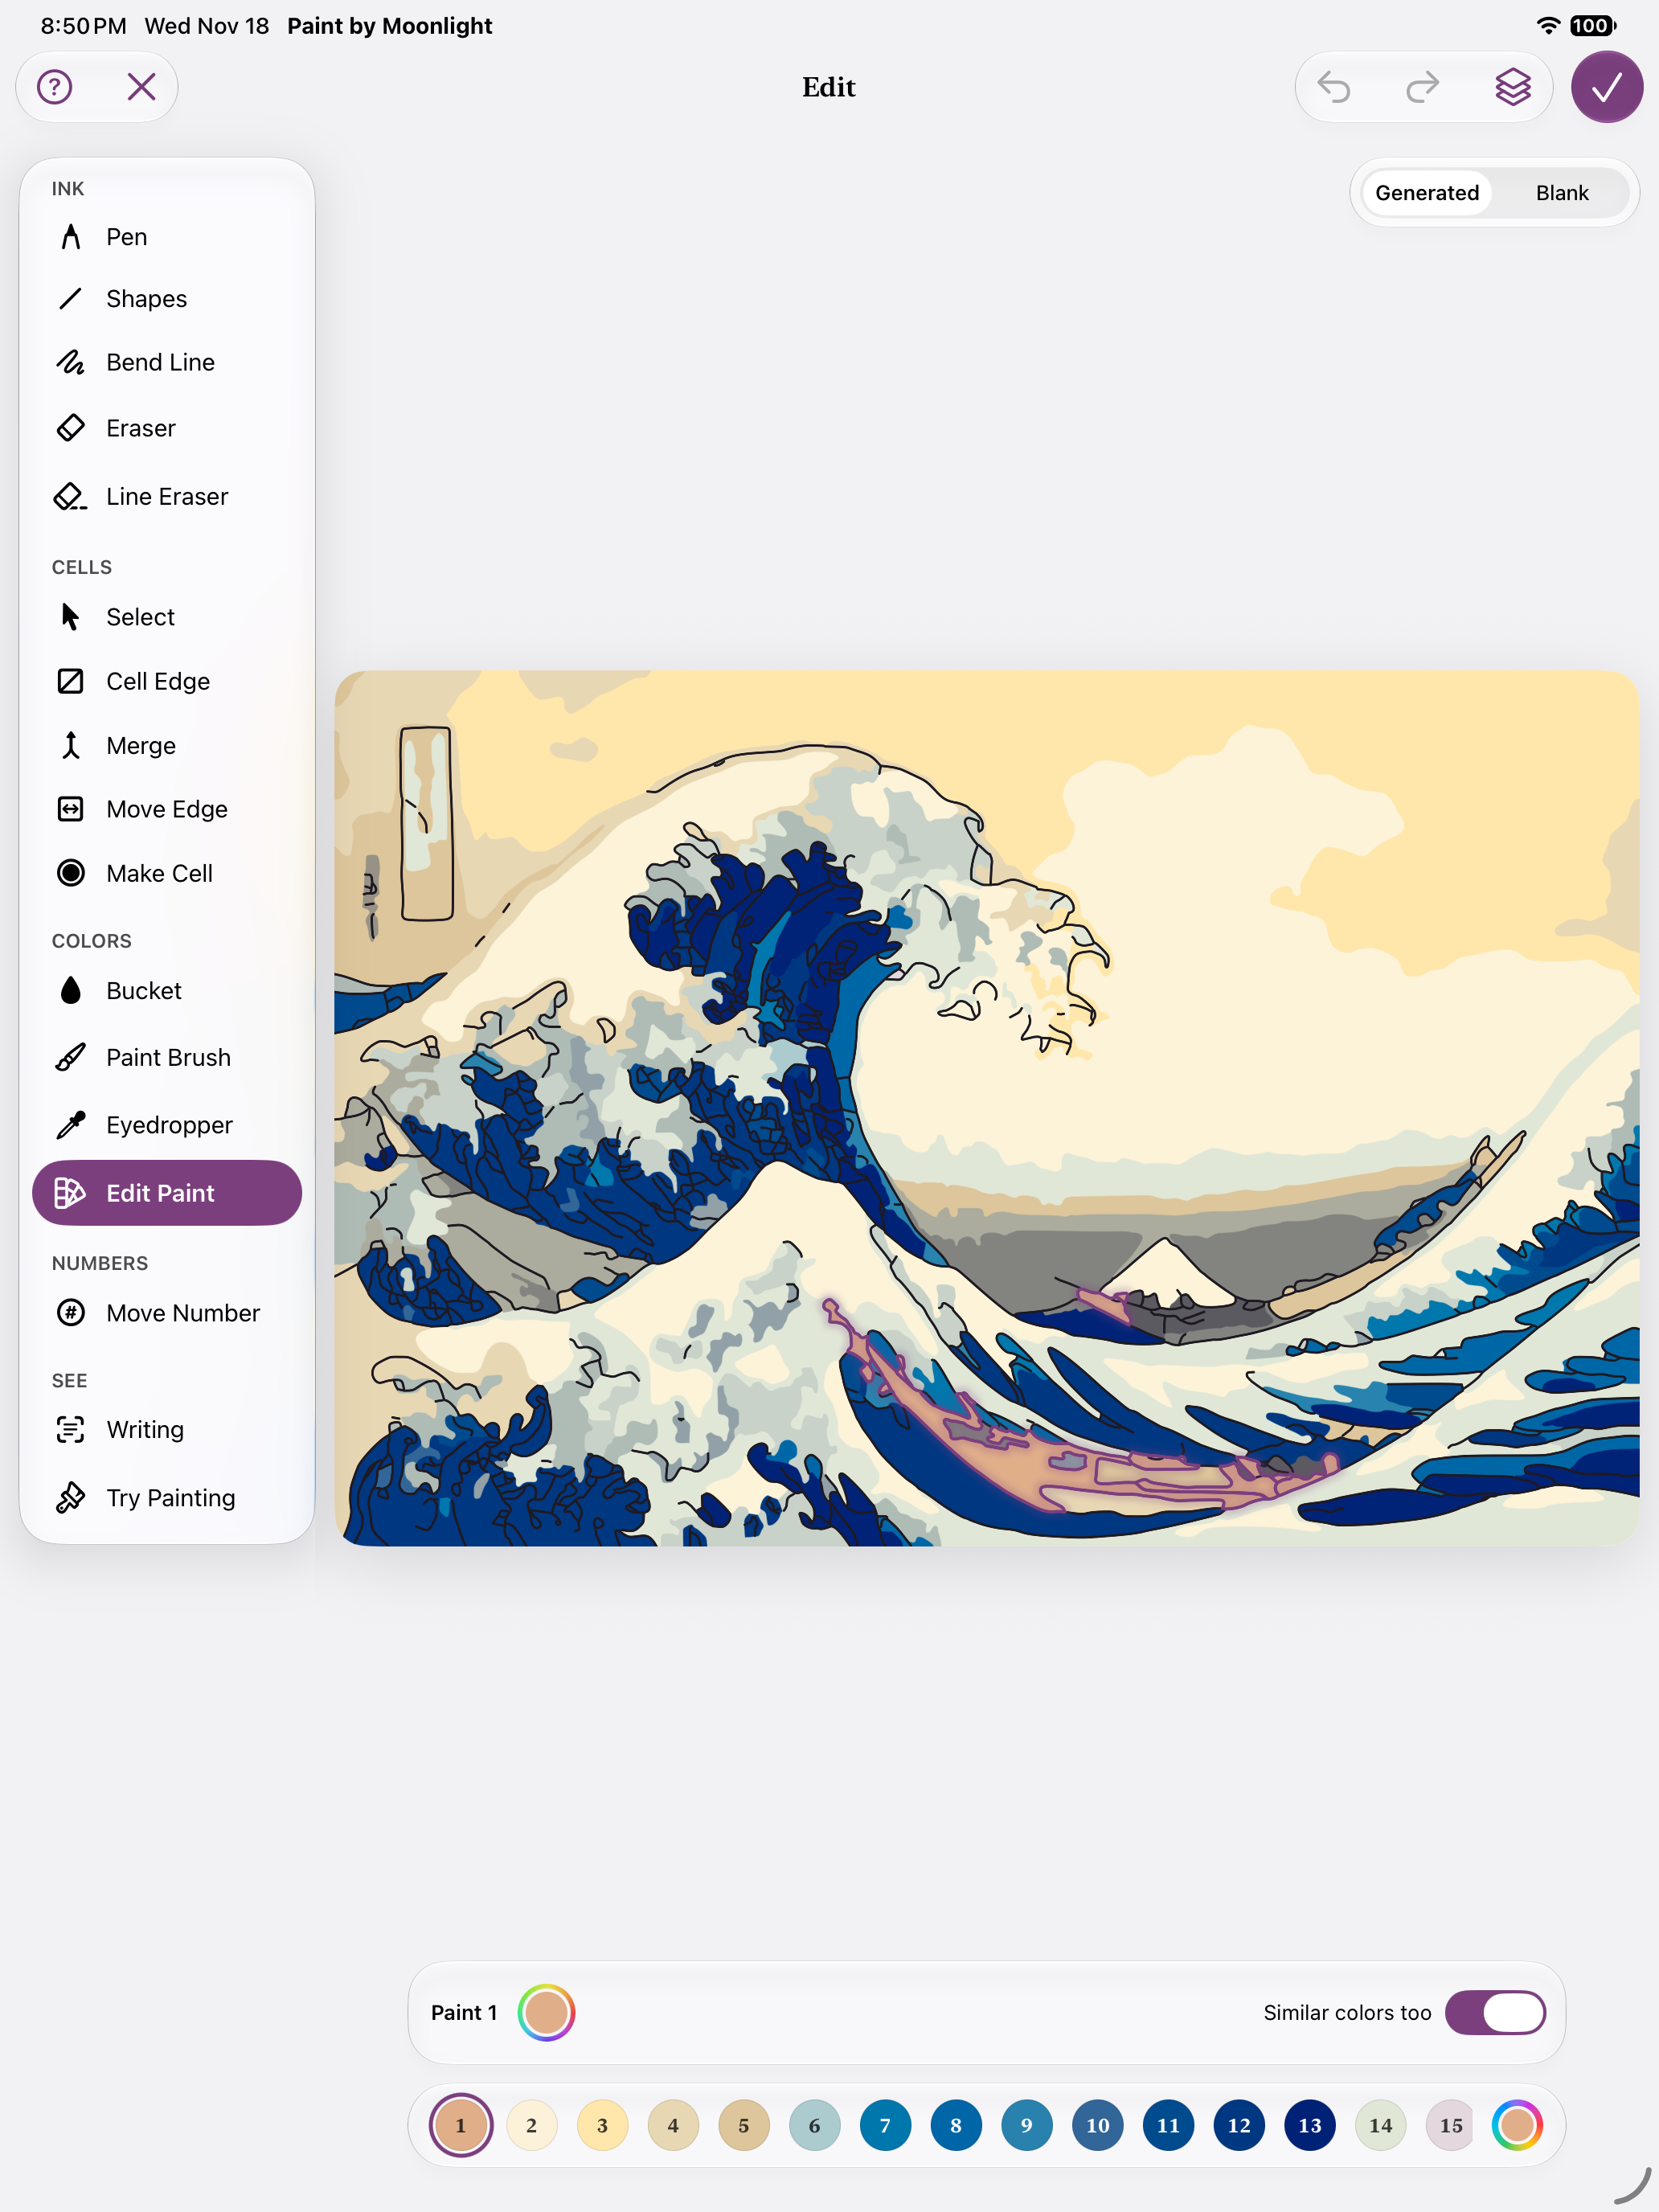 8:50 PM Wed Nov 18 Paint by Moonlight
100
?
Edit
INK
Pen
Shapes
Bend Line
Eraser
Line Eraser
CELLS
Select
Cell Edge
Merge
Move Edge
Make Cell
COLORS
Bucket
Paint Brush
Eyedropper
Edit Paint
NUMBERS
# Move Number
SEE
Writing
Try Painting
Generated Blank
Paint 1 Similar colors too
1 2 3 4 5 6 7 8 9 10 11 12 13 14 15